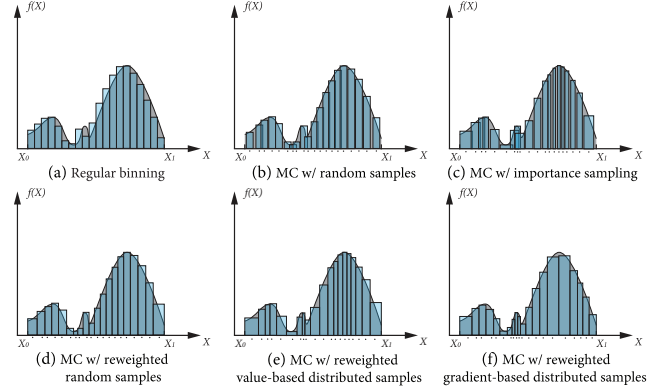 f(X)
f(X)
f(X)
X₀
X₁
X
X₀
X₁
X
X₀
X₁
X
(a) Regular binning
(b) MC w/ random samples
(c) MC w/ importance sampling
f(X)
f(X)
f(X)
X₀
X₁
X
X₀
X₁
X
X₀
X₁
X
(d) MC w/ reweighted
random samples
(e) MC w/ reweighted
value-based distributed samples
(f) MC w/ reweighted
gradient-based distributed samples